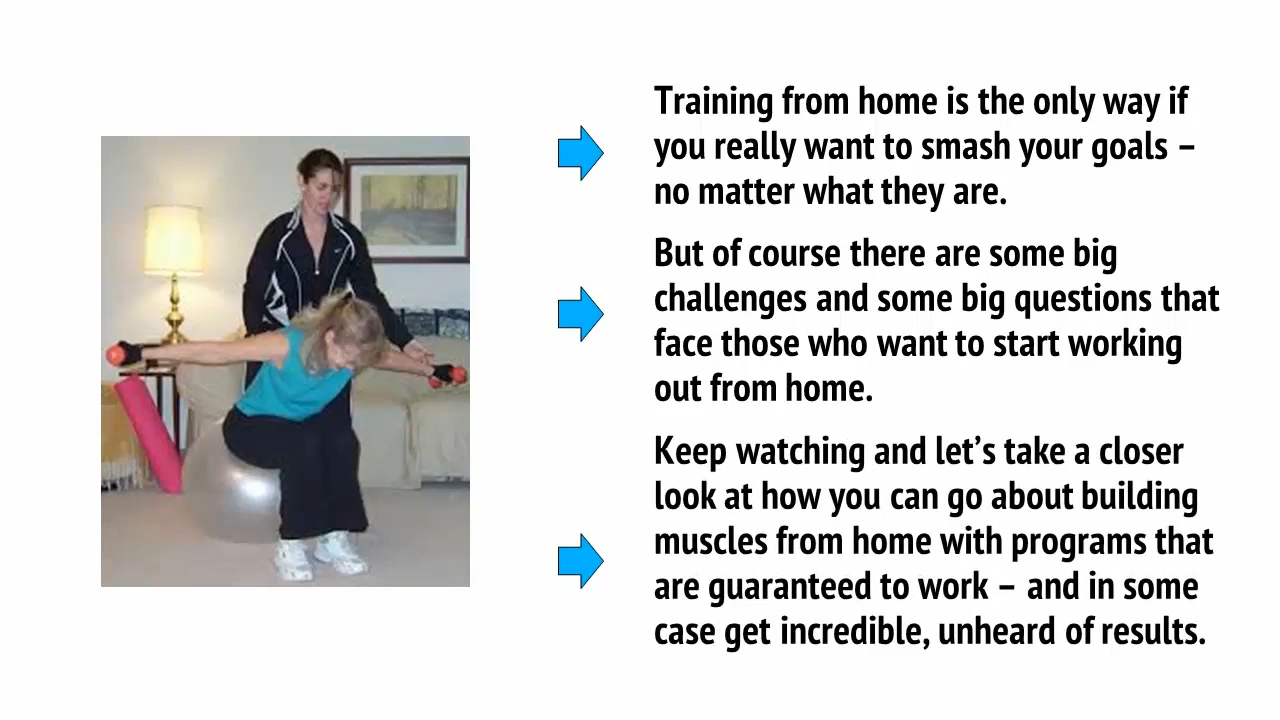 Training from home is the only way if
you really want to smash your goals –
no matter what they are.
But of course there are some big
challenges and some big questions that
face those who want to start working
out from home.
Keep watching and let’s take a closer
look at how you can go about building
muscles from home with programs that
are guaranteed to work – and in some
case get incredible, unheard of results.